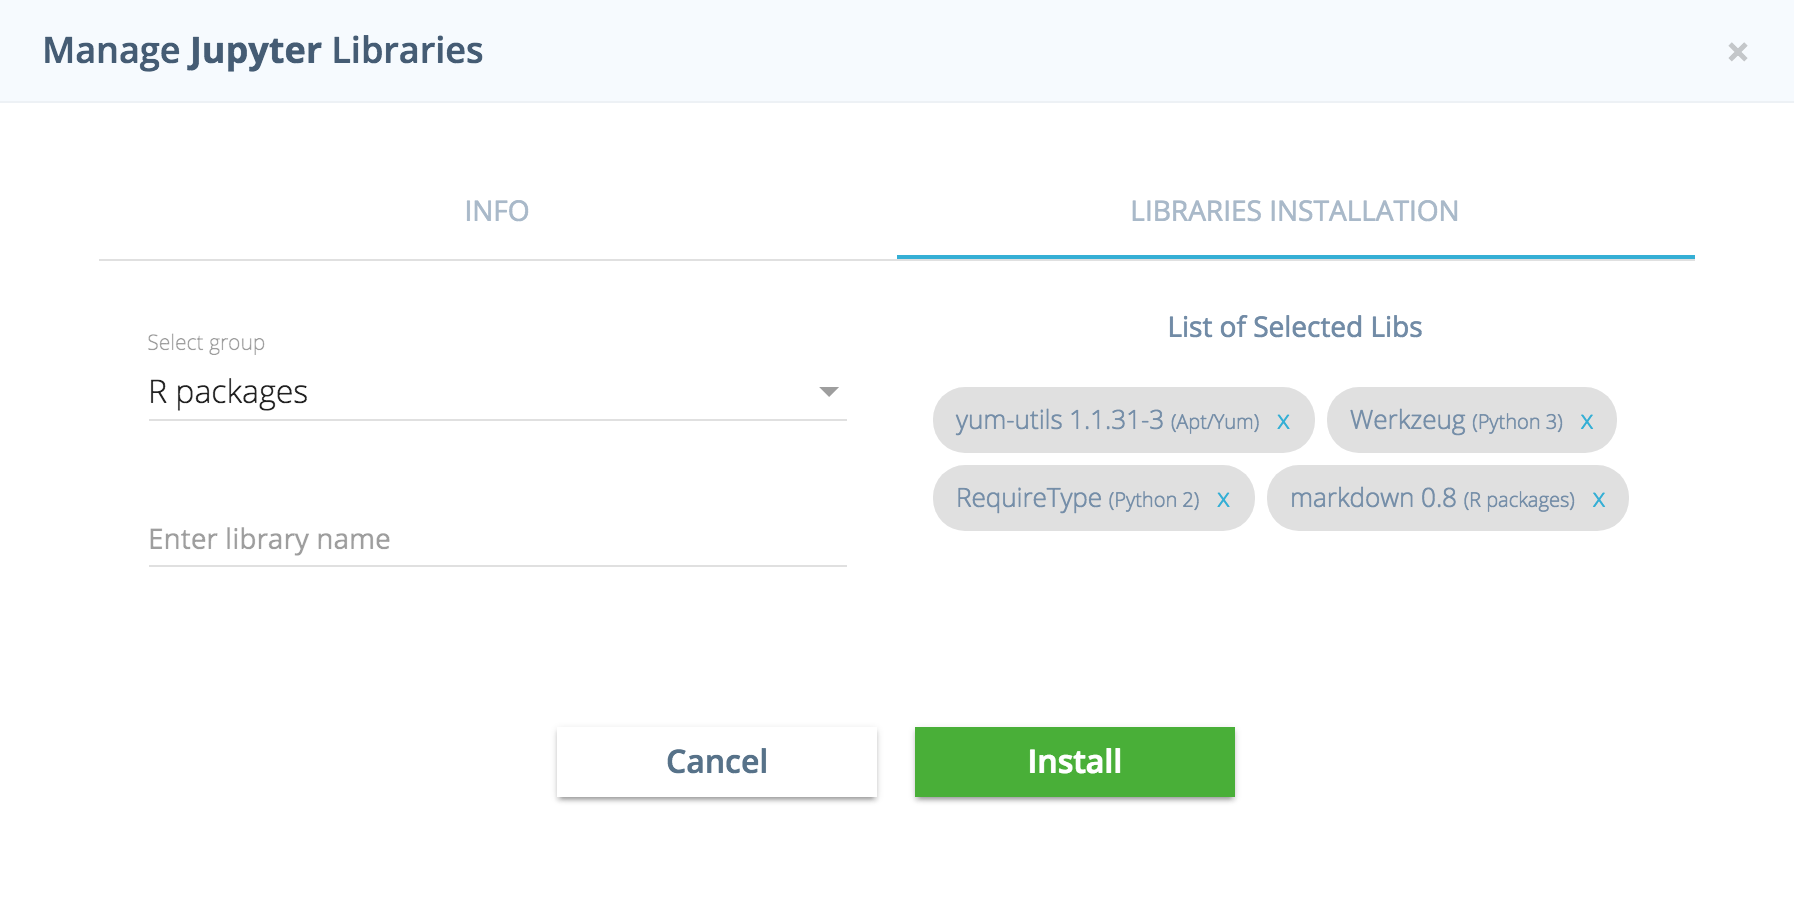 Manage Jupyter Libraries ×
INFO
LIBRARIES INSTALLATION
Select group
R packages
Enter library name
List of Selected Libs
yum-utils 1.1.31-3 (Apt/Yum) x
Werkzeug (Python 3) x
RequireType (Python 2) x
markdown 0.8 (R packages) x
Cancel
Install